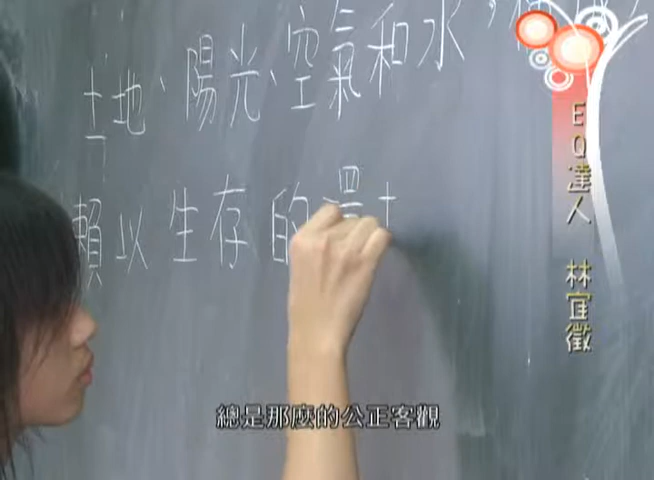 土地、陽光、空氣和水，
賴以生存的環
EQ達人 林宜徵
總是那麼的公正客觀